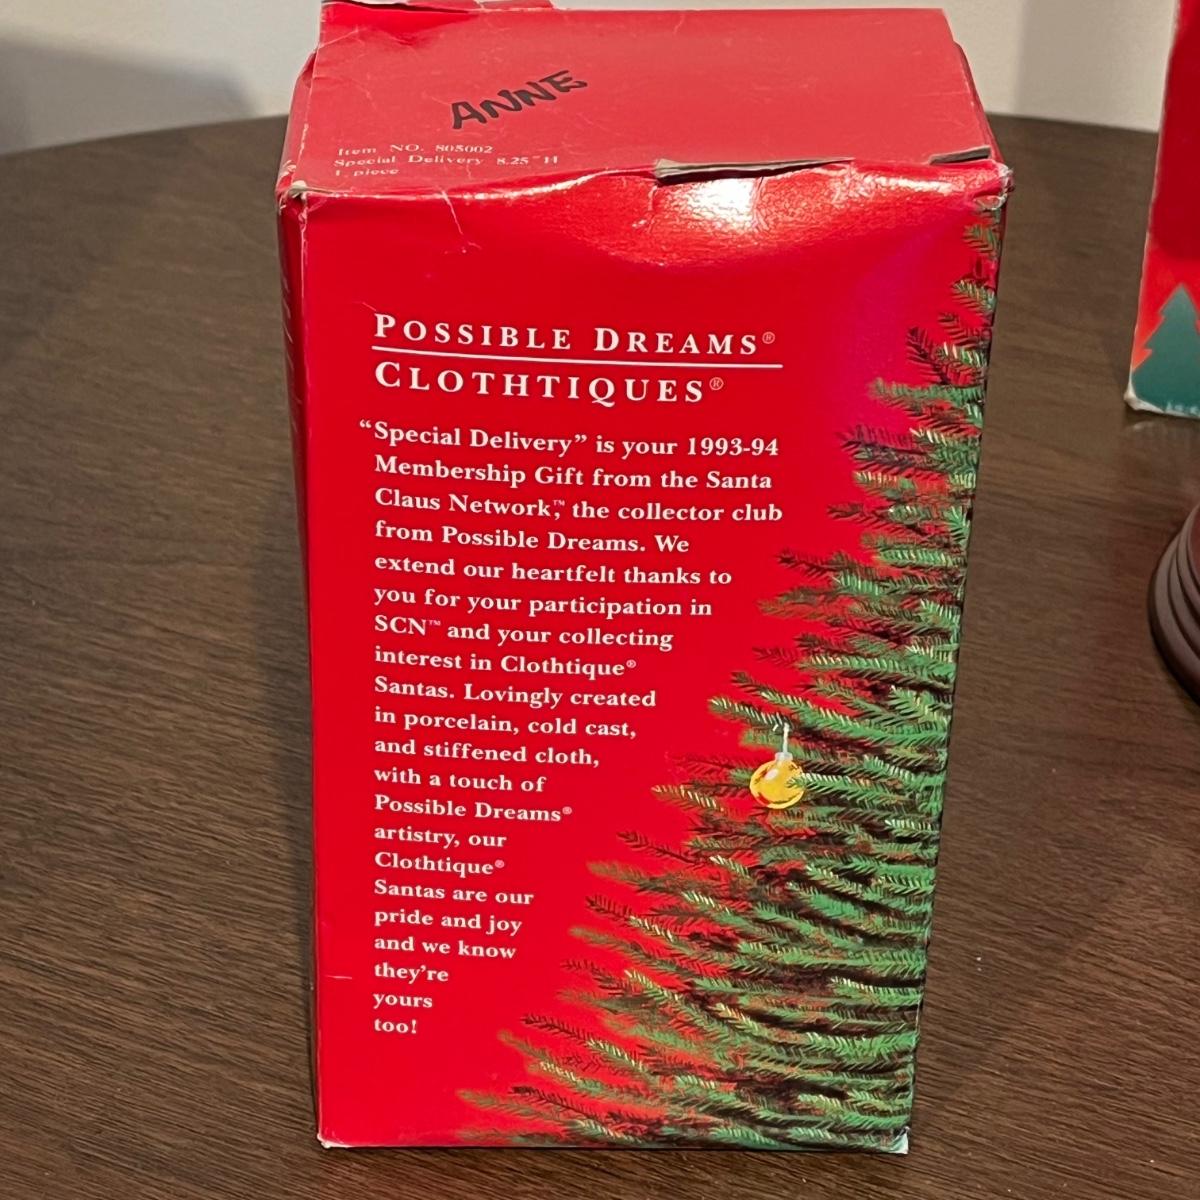 ANNE
Item NO. 805002
Special Delivery 8.25" H
1 piece
POSSIBLE DREAMS®
CLOTHTIQUES®
“Special Delivery” is your 1993-94
Membership Gift from the Santa
Claus Network,™ the collector club
from Possible Dreams. We
extend our heartfelt thanks to
you for your participation in
SCN™ and your collecting
interest in Clothtique®
Santas. Lovingly created
in porcelain, cold cast,
and stiffened cloth,
with a touch of
Possible Dreams®
artistry, our
Clothtique®
Santas are our
pride and joy
and we know
they’re
yours
too!